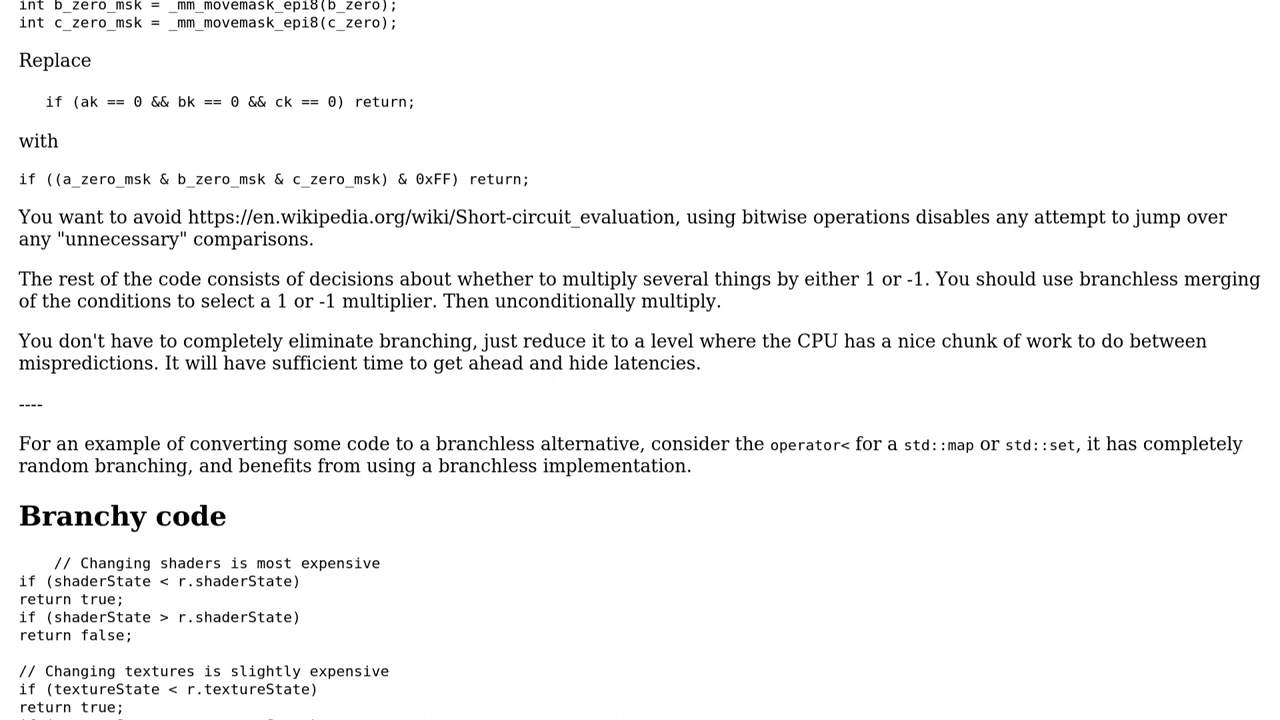 int b_zero_msk = _mm_movemask_epi8(b_zero);
int c_zero_msk = _mm_movemask_epi8(c_zero);
Replace
if (ak == 0 && bk == 0 && ck == 0) return;
with
if ((a_zero_msk & b_zero_msk & c_zero_msk) & 0xFF) return;
You want to avoid https://en.wikipedia.org/wiki/Short-circuit_evaluation, using bitwise operations disables any attempt to jump over
any "unnecessary" comparisons.
The rest of the code consists of decisions about whether to multiply several things by either 1 or -1. You should use branchless merging
of the conditions to select a 1 or -1 multiplier. Then unconditionally multiply.
You don't have to completely eliminate branching, just reduce it to a level where the CPU has a nice chunk of work to do between
mispredictions. It will have sufficient time to get ahead and hide latencies.
----
For an example of converting some code to a branchless alternative, consider the operator< for a std::map or std::set, it has completely
random branching, and benefits from using a branchless implementation.
Branchy code
// Changing shaders is most expensive
if (shaderState < r.shaderState)
return true;
if (shaderState > r.shaderState)
return false;
// Changing textures is slightly expensive
if (textureState < r.textureState)
return true;